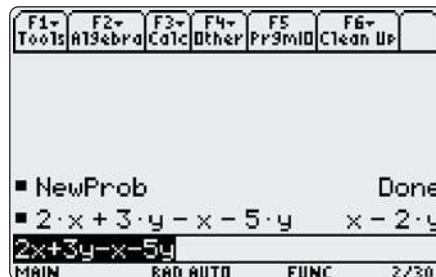 F1▾ F2▾ F3▾ F4▾ F5 F6▾
Tools Algebra Calc Other PrgmIO Clean Up
▪ NewProb Done
▪ 2·x + 3·y − x − 5·y x − 2·y
2x+3y-x-5y
MAIN RAD AUTO FUNC 2/30